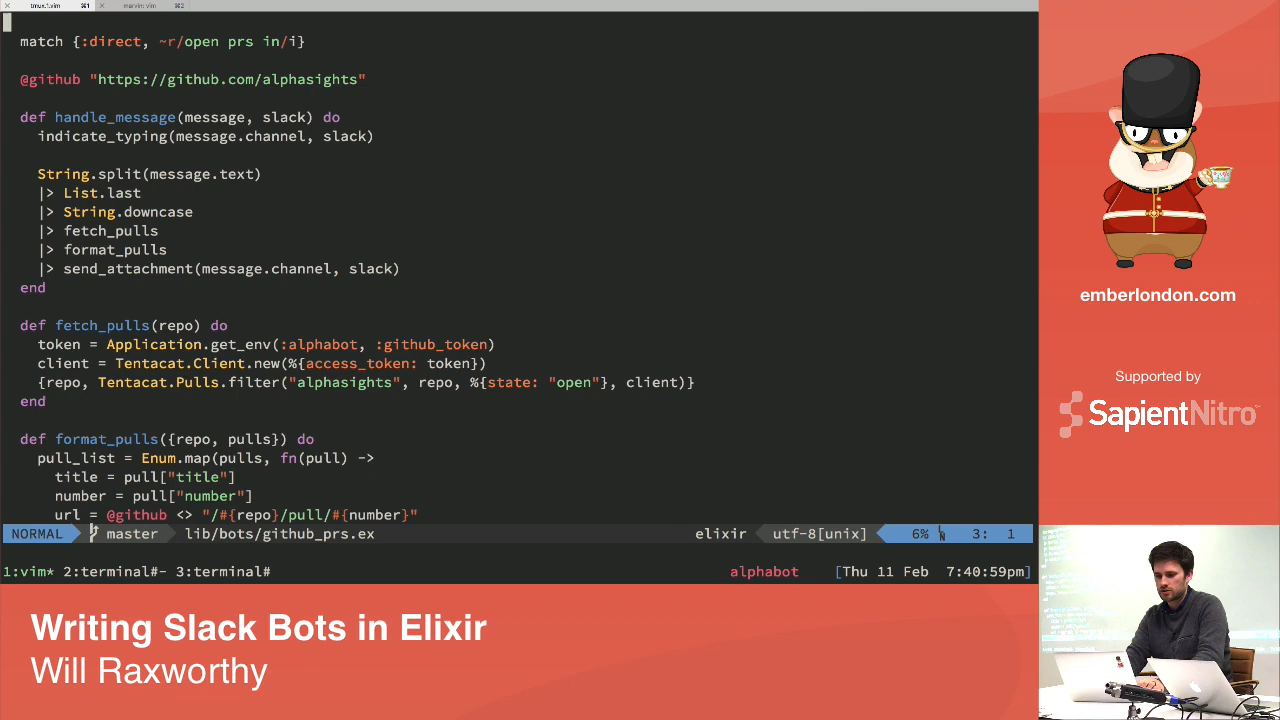 tmux.1.vim ⌘1 marvin: vim ⌘2
match {:direct, ~r/open prs in/i}
@github "https://github.com/alphasights"
def handle_message(message, slack) do
indicate_typing(message.channel, slack)
String.split(message.text)
|> List.last
|> String.downcase
|> fetch_pulls
|> format_pulls
|> send_attachment(message.channel, slack)
end
def fetch_pulls(repo) do
token = Application.get_env(:alphabot, :github_token)
client = Tentacat.Client.new(%{access_token: token})
{repo, Tentacat.Pulls.filter("alphasights", repo, %{state: "open"}, client)}
end
def format_pulls({repo, pulls}) do
pull_list = Enum.map(pulls, fn(pull) ->
title = pull["title"]
number = pull["number"]
url = @github <> "/#{repo}/pull/#{number}"
NORMAL master lib/bots/github_prs.ex elixir utf-8[unix] 6% 3: 1
1:vim* 2:terminal#- 3:terminal# alphabot [Thu 11 Feb 7:40:59pm]
Writing Slack Bots in Elixir
Will Raxworthy
emberlondon.com
Supported by
SapientNitro